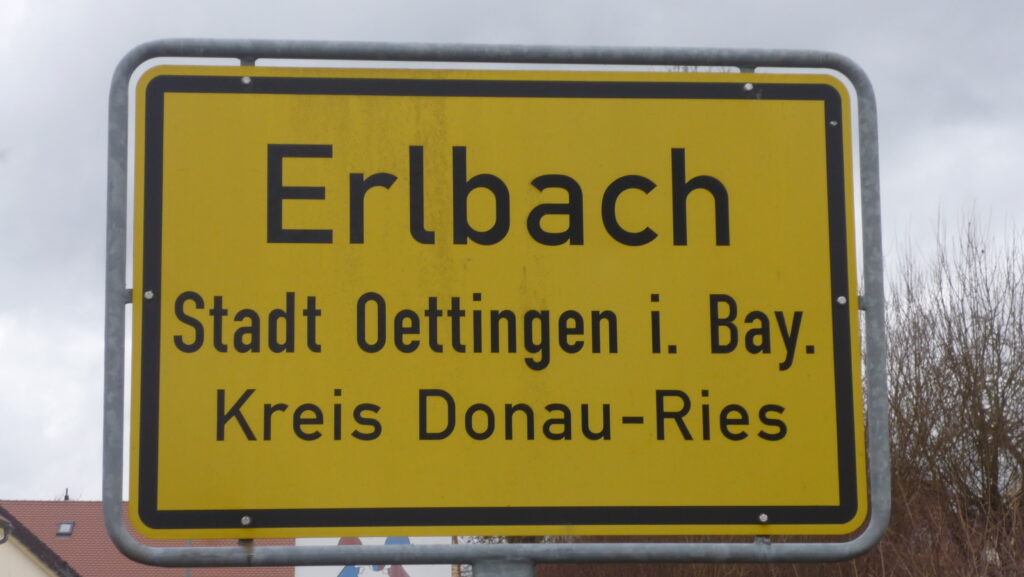 Erlbach
Stadt Oettingen i. Bay.
Kreis Donau-Ries